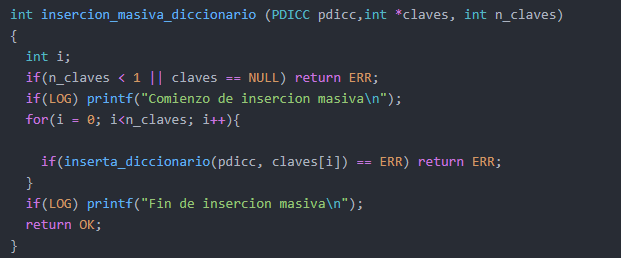 int insercion_masiva_diccionario (PDICC pdicc,int *claves, int n_claves)
{
  int i;
  if(n_claves < 1 || claves == NULL) return ERR;
  if(LOG) printf("Comienzo de insercion masiva\n");
  for(i = 0; i<n_claves; i++){

    if(inserta_diccionario(pdicc, claves[i]) == ERR) return ERR;
  }
  if(LOG) printf("Fin de insercion masiva\n");
  return OK;
}